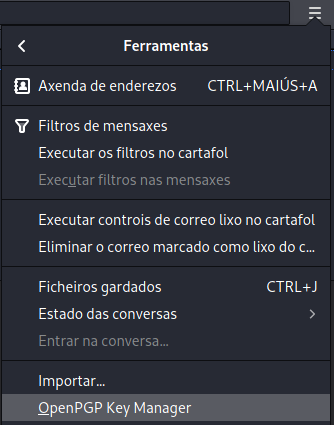 Ferramentas
Axenda de enderezos CTRL+MAIÚS+A
Filtros de mensaxes
Executar os filtros no cartafol
Executar filtros nas mensaxes
Executar controis de correo lixo no cartafol
Eliminar o correo marcado como lixo do c...
Ficheiros gardados CTRL+J
Estado das conversas
Entrar na conversa...
Importar...
OpenPGP Key Manager